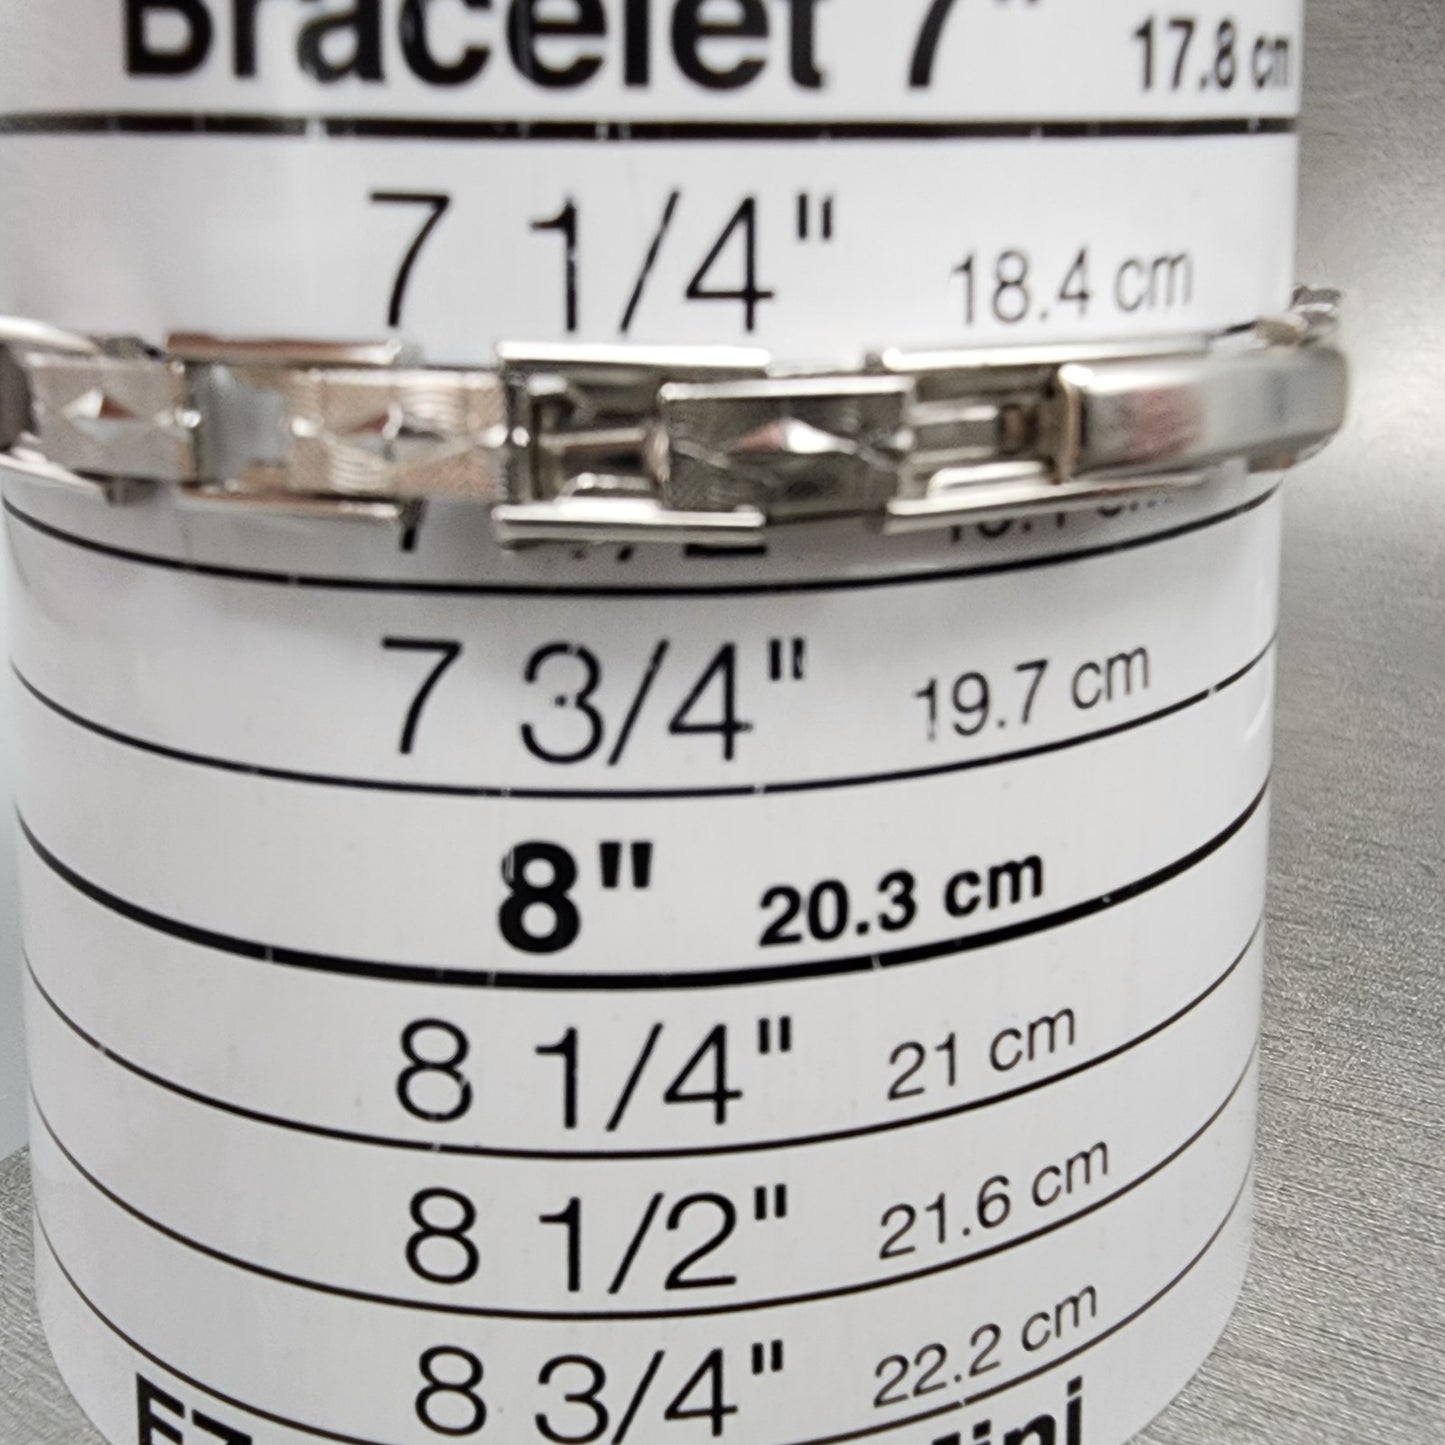 Bracelet 7" 17.8 cm
7 1/4" 18.4 cm
7 3/4" 19.7 cm
8" 20.3 cm
8 1/4" 21 cm
8 1/2" 21.6 cm
8 3/4" 22.2 cm